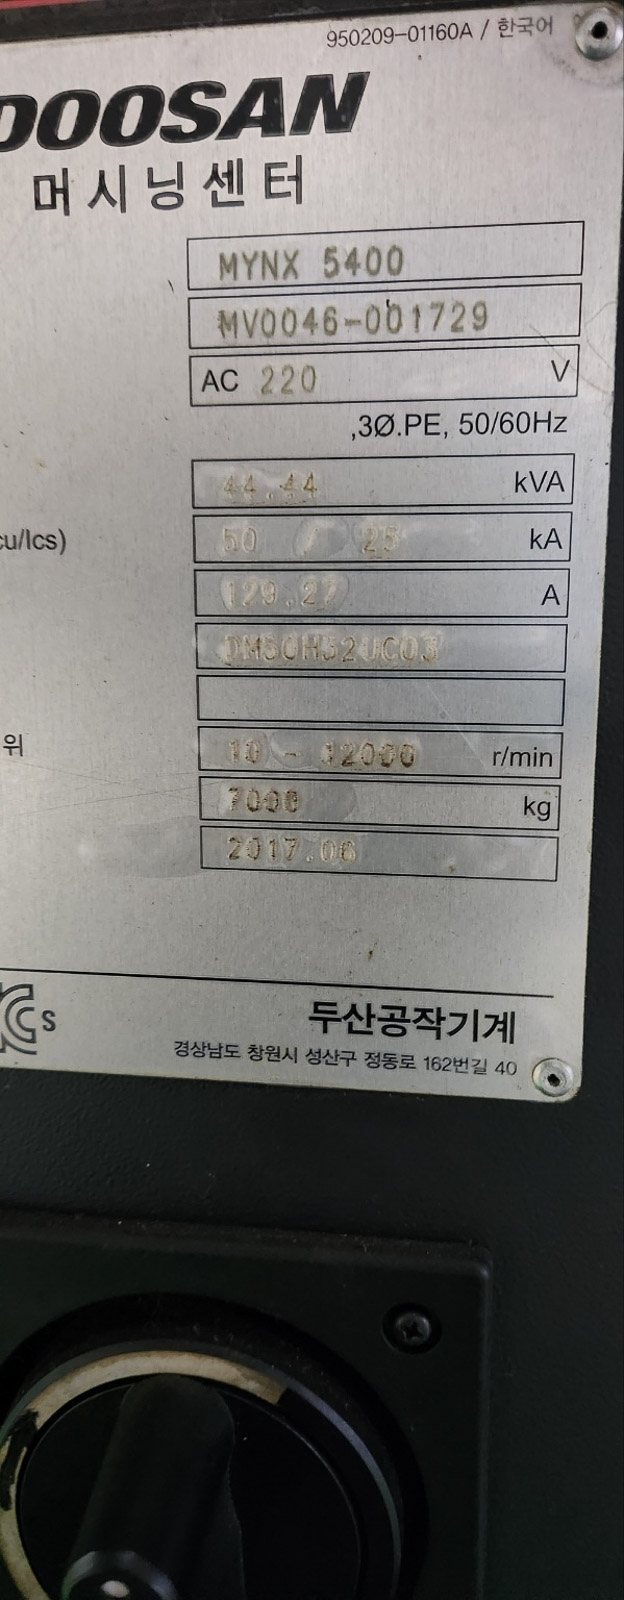 950209-01160A / 한국어
DOOSAN
머시닝센터
MYNX 5400
MV0046-001729
AC 220 V
,3Ø.PE, 50/60Hz
44.44 kVA
cu/Ics) 50 / 25 kA
129.27 A
위 10 - 12000 r/min
7000 kg
2017.06
s
두산공작기계
경상남도 창원시 성산구 정동로 162번길 40